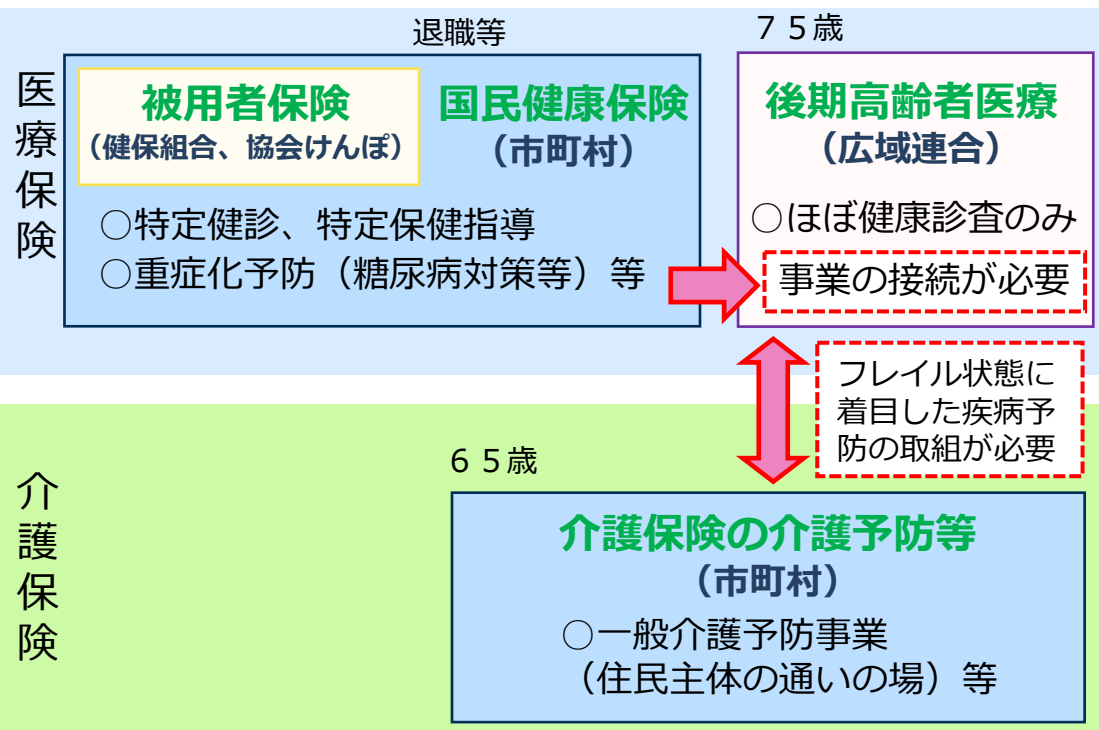 退職等
７５歳
医療保険
被用者保険
（健保組合、協会けんぽ）
国民健康保険
（市町村）
○特定健診、特定保健指導
○重症化予防（糖尿病対策等）等
後期高齢者医療
（広域連合）
○ほぼ健康診査のみ
事業の接続が必要
フレイル状態に
着目した疾病予
防の取組が必要
介護保険
６５歳
介護保険の介護予防等
（市町村）
○一般介護予防事業
（住民主体の通いの場）等